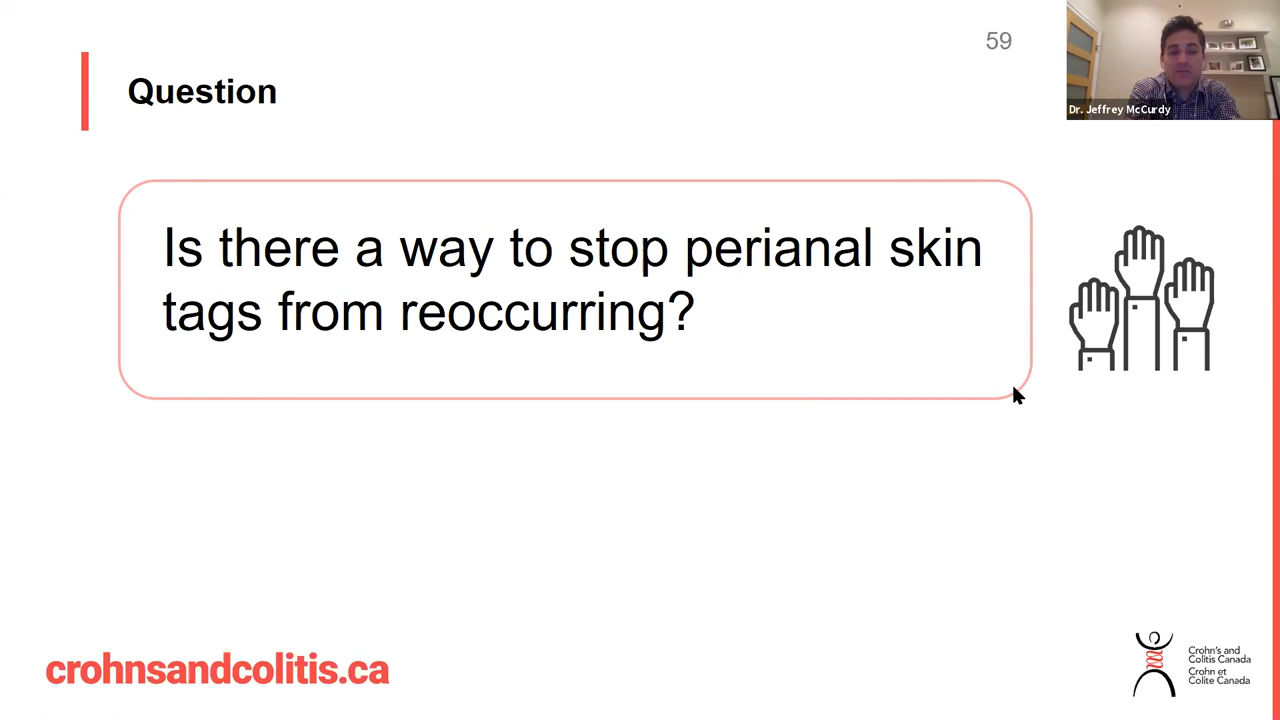 59
Dr. Jeffrey McCurdy
Question
Is there a way to stop perianal skin
tags from reoccurring?
crohnsandcolitis.ca
Crohn's and
Colitis Canada
Crohn et
Colite Canada